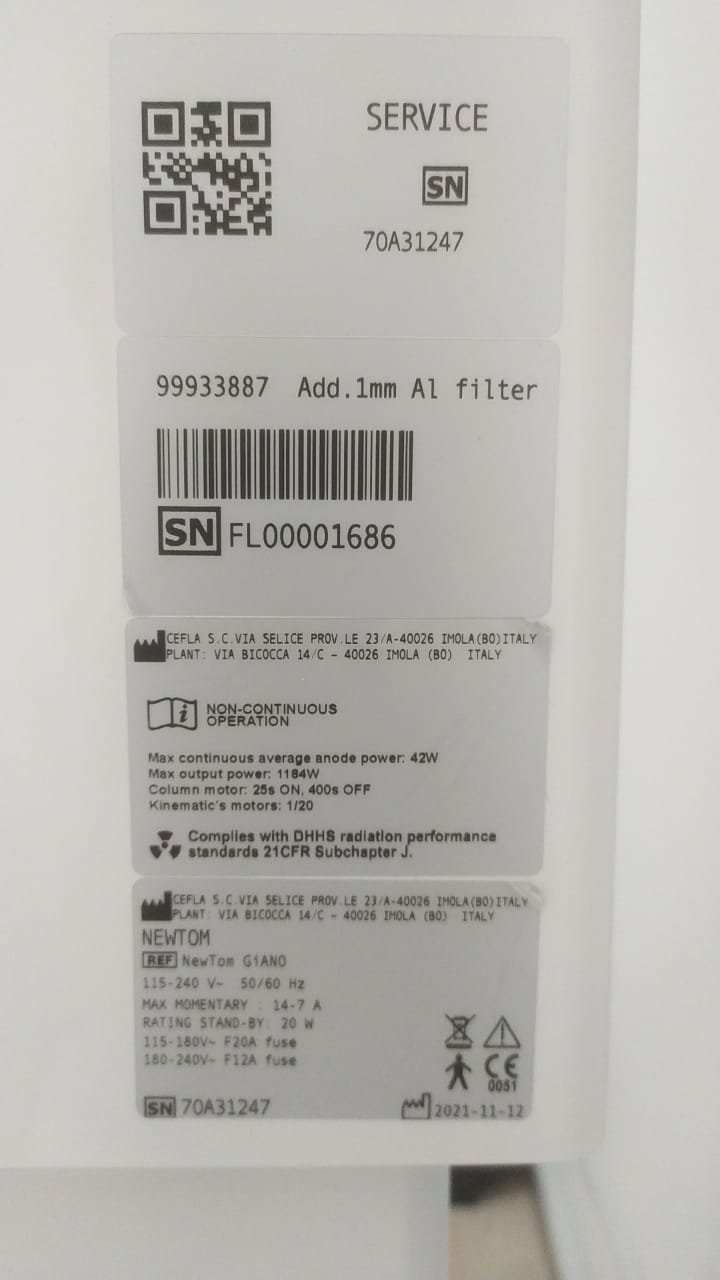 SERVICE
SN
70A31247
99933887 Add.1mm Al filter
SN FL00001686
CEFLA S.C.VIA SELICE PROV.LE 23/A-40026 IMOLA(BO)ITALY
PLANT: VIA BICOCCA 14/C - 40026 IMOLA (BO) ITALY
NON-CONTINUOUS
OPERATION
Max continuous average anode power: 42W
Max output power: 1184W
Column motor: 25s ON, 400s OFF
Kinematic's motors: 1/20
Complies with DHHS radiation performance
standards 21CFR Subchapter J.
CEFLA S.C.VIA SELICE PROV.LE 23/A-40026 IMOLA(BO)ITALY
PLANT: VIA BICOCCA 14/C - 40026 IMOLA (BO) ITALY
NEWTOM
REF NewTom GiANO
115-240 V~ 50/60 Hz
MAX MOMENTARY : 14-7 A
RATING STAND-BY: 20 W
115-180V~ F20A fuse
180-240V~ F12A fuse
CE
0051
SN 70A31247
2021-11-12